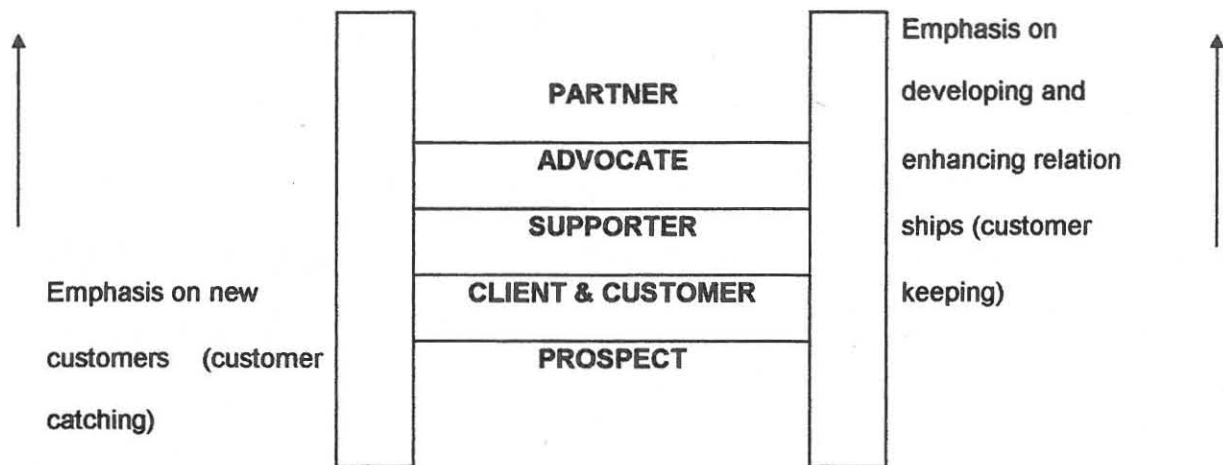 Emphasis on
PARTNER
developing and
ADVOCATE
enhancing relation
SUPPORTER
ships (customer
Emphasis on new
CLIENT & CUSTOMER
keeping)
customers (customer
PROSPECT
catching)